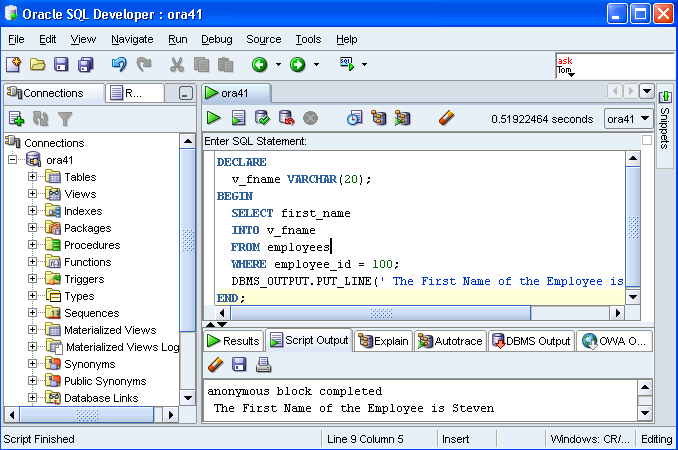 Oracle SQL Developer : ora41
File Edit View Navigate Run Debug Source Tools Help
ask
Tom
Connections R...
ora41
0.51922464 seconds ora41
Snippets
Connections
ora41
Tables
Views
Indexes
Packages
Procedures
Functions
Triggers
Types
Sequences
Materialized Views
Materialized Views Log
Synonyms
Public Synonyms
Database Links
Enter SQL Statement:
DECLARE
v_fname VARCHAR(20);
BEGIN
SELECT first_name
INTO v_fname
FROM employees
WHERE employee_id = 100;
DBMS_OUTPUT.PUT_LINE(' The First Name of the Employee is
END;
Results Script Output Explain Autotrace DBMS Output OWA O...
anonymous block completed
The First Name of the Employee is Steven
Script Finished Line 9 Column 5 Insert Windows: CR/... Editing